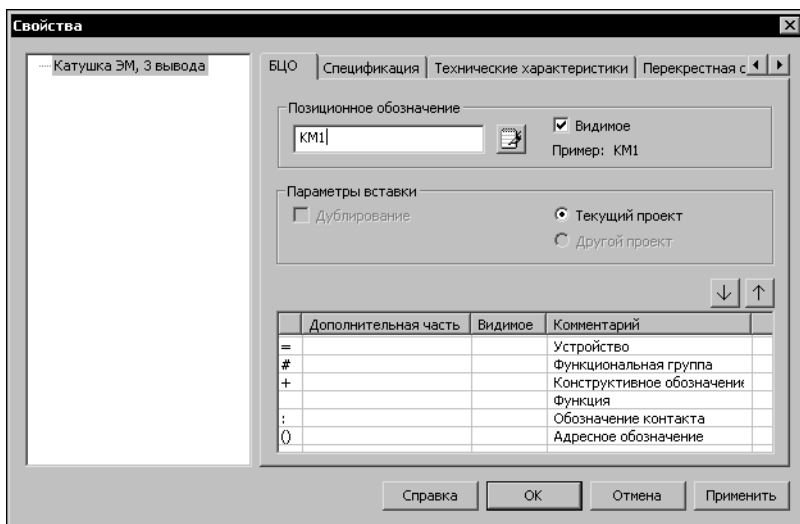 Свойства
Катушка ЭМ, 3 вывода
БЦО Спецификация Технические характеристики Перекрестная с
Позиционное обозначение
KM1
Видимое
Пример: KM1
Параметры вставки
Дублирование
Текущий проект
Другой проект
Дополнительная часть Видимое Комментарий
= Устройство
# Функциональная группа
+ Конструктивное обозначение
Функция
: Обозначение контакта
() Адресное обозначение
Справка OK Отмена Применить